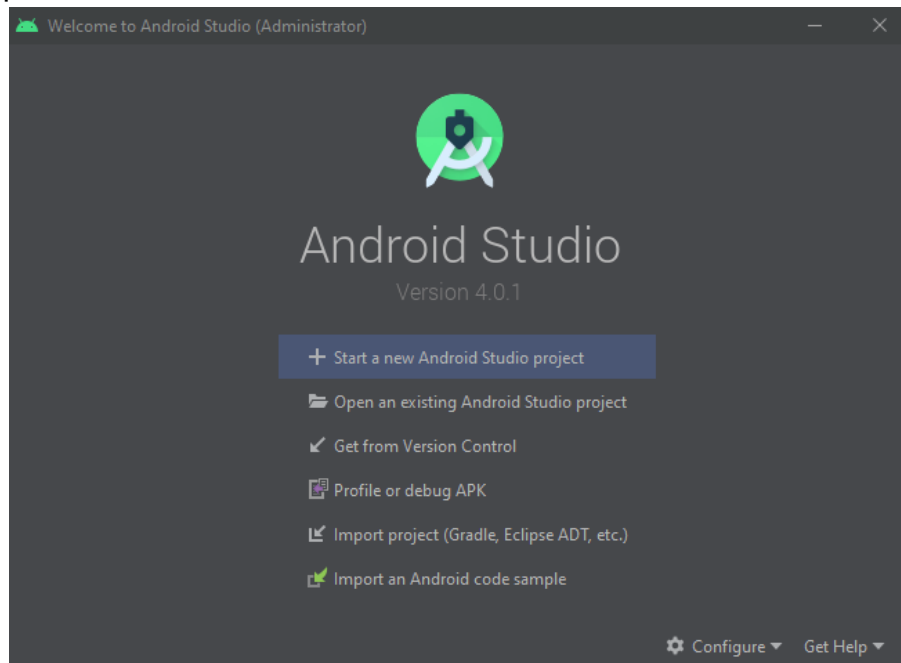 Welcome to Android Studio (Administrator)
Android Studio
Version 4.0.1
Start a new Android Studio project
Open an existing Android Studio project
Get from Version Control
Profile or debug APK
Import project (Gradle, Eclipse ADT, etc.)
Import an Android code sample
Configure Get Help